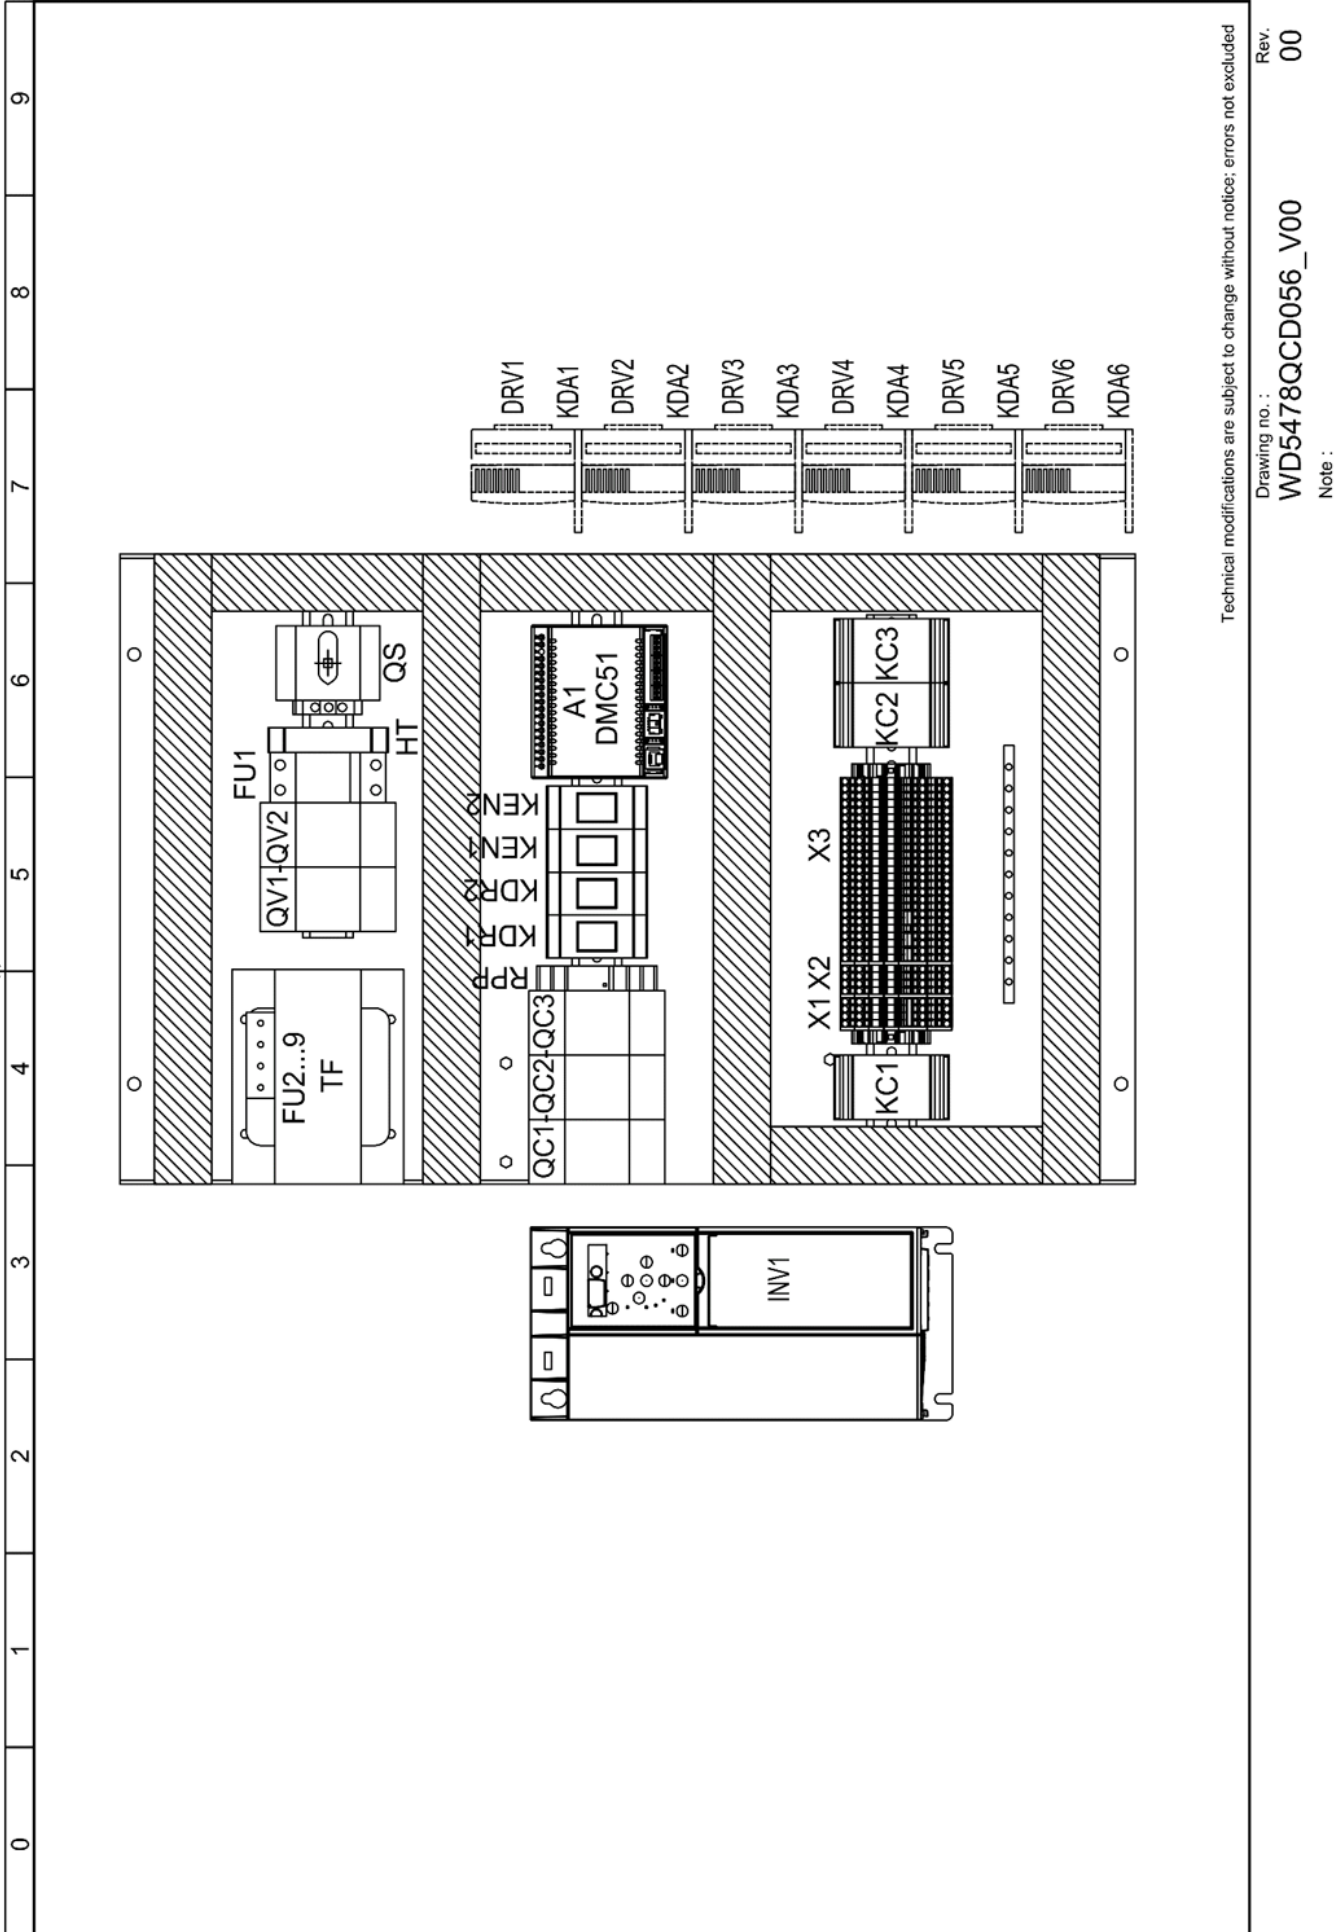 0 1 2 3 4 5 6 7 8 9
FU1
QV1-QV2
HT
QS
FU2...9
TF
KDR1 KDR2 KEN1 KEN2
RPP
A1
DMC51
QC1-QC2-QC3
X1 X2 X3
KC1
KC2 KC3
INV1
DRV1
KDA1
DRV2
KDA2
DRV3
KDA3
DRV4
KDA4
DRV5
KDA5
DRV6
KDA6
Technical modifications are subject to change without notice; errors not excluded
Drawing no. : Rev.
WD5478QCD056_V00 00
Note :